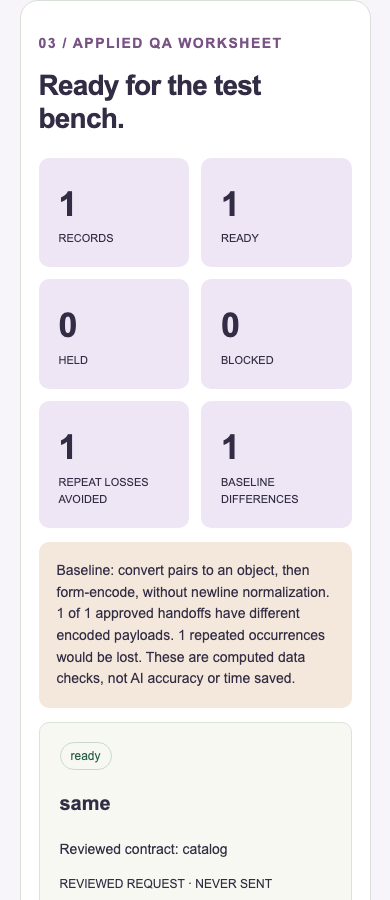 03 / APPLIED QA WORKSHEET
Ready for the test
bench.
1
RECORDS
1
READY
0
HELD
0
BLOCKED
1
REPEAT LOSSES
AVOIDED
1
BASELINE
DIFFERENCES
Baseline: convert pairs to an object, then
form-encode, without newline normalization.
1 of 1 approved handoffs have different
encoded payloads. 1 repeated occurrences
would be lost. These are computed data
checks, not AI accuracy or time saved.
ready
same
Reviewed contract: catalog
REVIEWED REQUEST · NEVER SENT